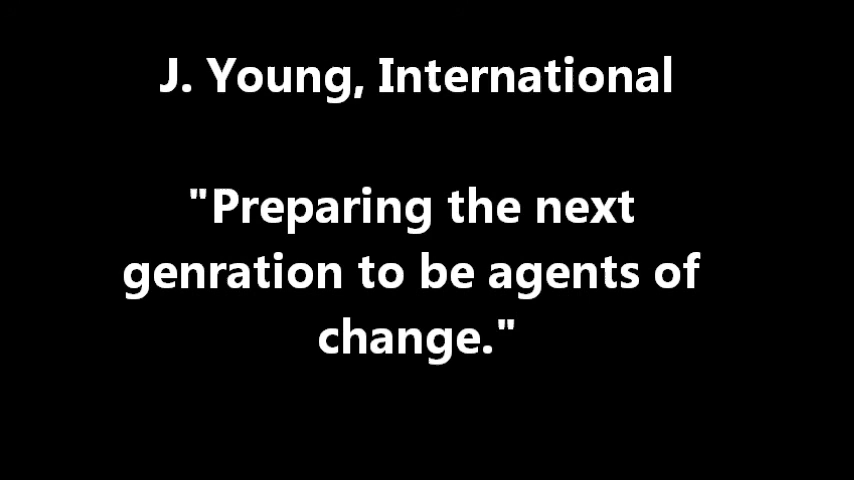 J. Young, International
"Preparing the next
genration to be agents of
change."